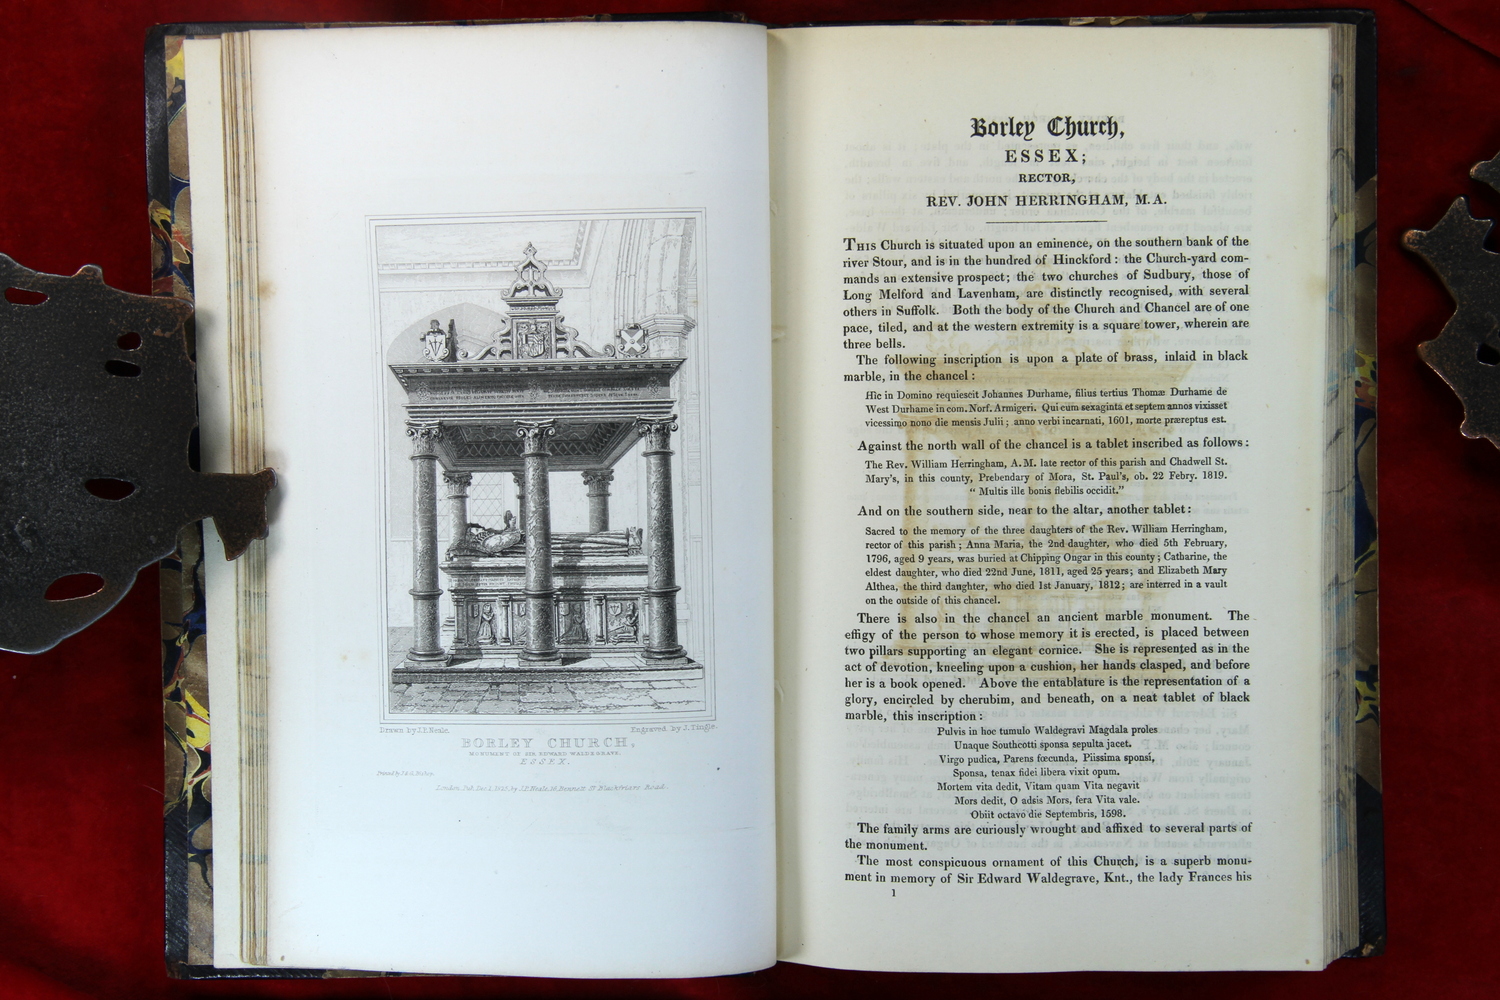 Drawn by J.P. Neale.
Engraved by J. Tingle.
BORLEY CHURCH,
MONUMENT OF SIR EDWARD WALDEGRAVE.
ESSEX.
Borley Church,
ESSEX;
RECTOR,
REV. JOHN HERRINGHAM, M.A.
THIS Church is situated upon an eminence, on the southern bank of the
river Stour, and is in the hundred of Hinckford : the Church-yard com-
mands an extensive prospect; the two churches of Sudbury, those of
Long Melford and Lavenham, are distinctly recognised, with several
others in Suffolk. Both the body of the Church and Chancel are of one
pace, tiled, and at the western extremity is a square tower, wherein are
three bells.
The following inscription is upon a plate of brass, inlaid in black
marble, in the chancel :
Hic in Domino requiescit Johannes Durhame, filius tertius Thomæ Durhame de
West Durhame in com. Norf. Armigeri. Qui cum sexaginta et septem annos vixisset
vicessimo nono die mensis Julii ; anno verbi incarnati, 1601, morte præreptus est.
Against the north wall of the chancel is a tablet inscribed as follows :
The Rev. William Herringham, A.M. late rector of this parish and Chadwell St.
Mary's, in this county, Prebendary of Mora, St. Paul's, ob. 22 Febry. 1819.
" Multis ille bonis flebilis occidit."
And on the southern side, near to the altar, another tablet :
Sacred to the memory of the three daughters of the Rev. William Herringham,
rector of this parish ; Anna Maria, the 2nd daughter, who died 5th February,
1796, aged 9 years, was buried at Chipping Ongar in this county ; Catharine, the
eldest daughter, who died 22nd June, 1811, aged 25 years; and Elizabeth Mary
Althea, the third daughter, who died 1st January, 1812 ; are interred in a vault
on the outside of this chancel.
There is also in the chancel an ancient marble monument. The
effigy of the person to whose memory it is erected, is placed between
two pillars supporting an elegant cornice. She is represented as in the
act of devotion, kneeling upon a cushion, her hands clasped, and before
her is a book opened. Above the entablature is the representation of a
glory, encircled by cherubim, and beneath, on a neat tablet of black
marble, this inscription :
Pulvis in hoc tumulo Waldegravi Magdala proles
Unaque Southcotti sponsa sepulta jacet.
Virgo pudica, Parens fœcunda, Piissima sponsi,
Sponsa, tenax fidei libera vixit opum.
Mortem vita dedit, Vitam quam Vita negavit
Mors dedit, O adsis Mors, fera Vita vale.
Obiit octavo die Septembris, 1598.
The family arms are curiously wrought and affixed to several parts of
the monument.
The most conspicuous ornament of this Church, is a superb monu-
ment in memory of Sir Edward Waldegrave, Knt., the lady Frances his
1